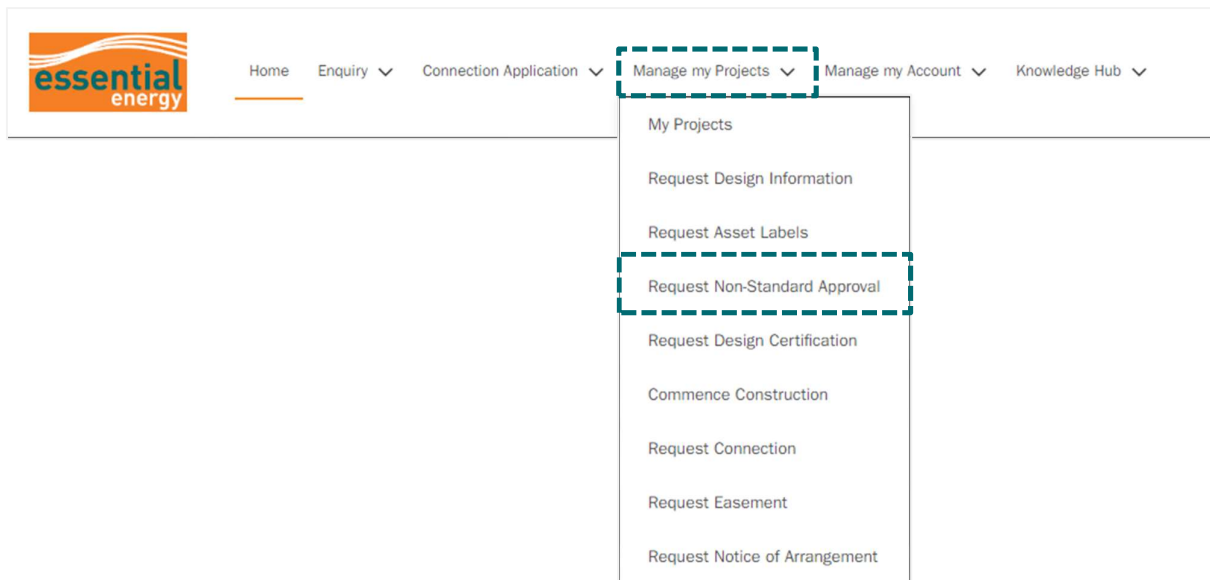 essential
energy
Home Enquiry Connection Application Manage my Projects Manage my Account Knowledge Hub
My Projects
Request Design Information
Request Asset Labels
Request Non-Standard Approval
Request Design Certification
Commence Construction
Request Connection
Request Easement
Request Notice of Arrangement